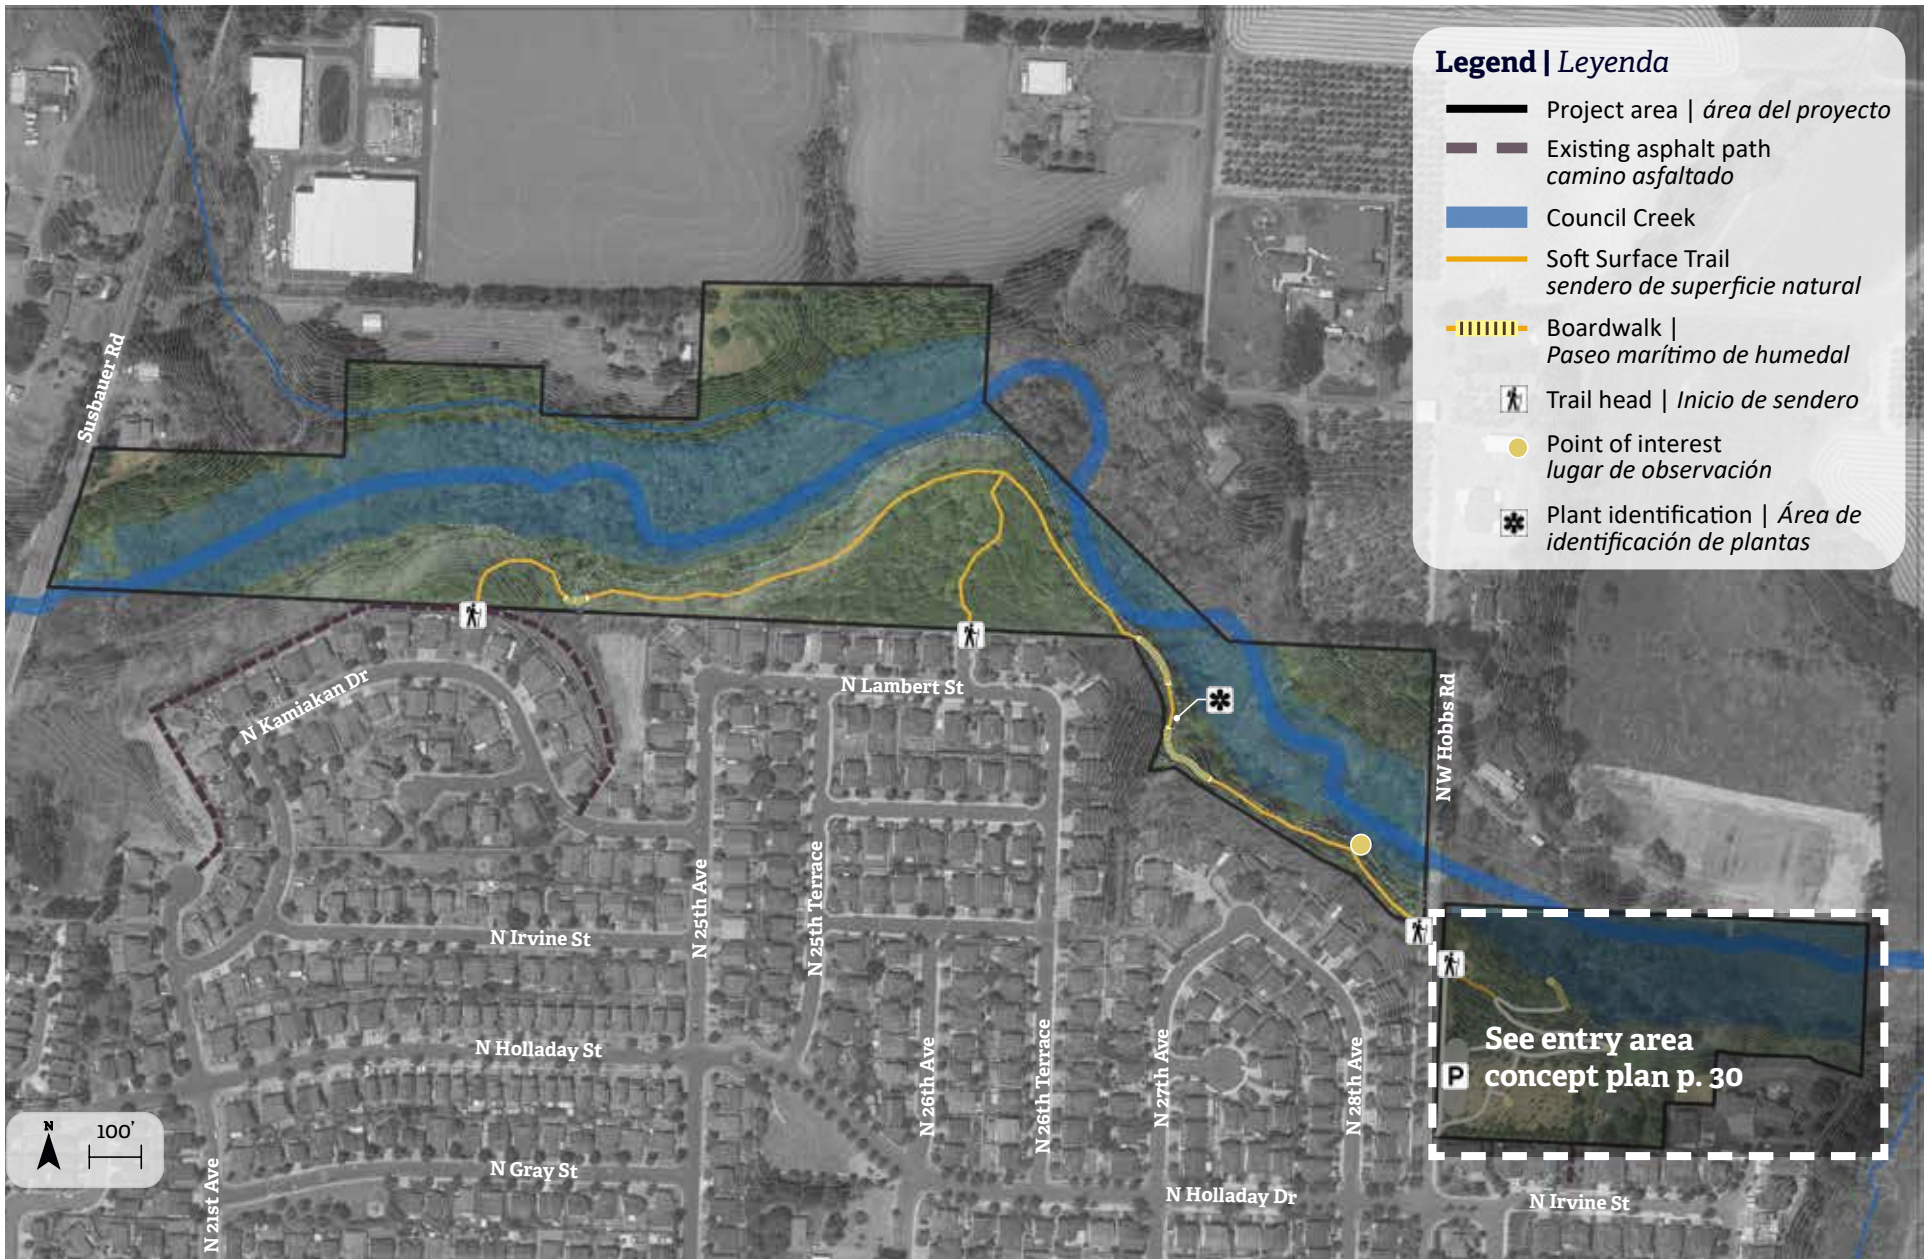 Legend | Leyenda
Project area | área del proyecto
Existing asphalt path
camino asfaltado
Council Creek
Soft Surface Trail
sendero de superficie natural
Boardwalk |
Paseo marítimo de humedal
Trail head | Inicio de sendero
Point of interest
lugar de observación
Plant identification | Área de
identificación de plantas
Susbauer Rd
N Kamiakan Dr
N Lambert St
NW Hobbs Rd
N 25th Ave
N 25th Terrace
N Irvine St
N Holladay St
N 26th Ave
N 26th Terrace
N 27th Ave
N 28th Ave
See entry area
P concept plan p. 30
N
100'
N 21st Ave
N Gray St
N Holladay Dr
N Irvine St